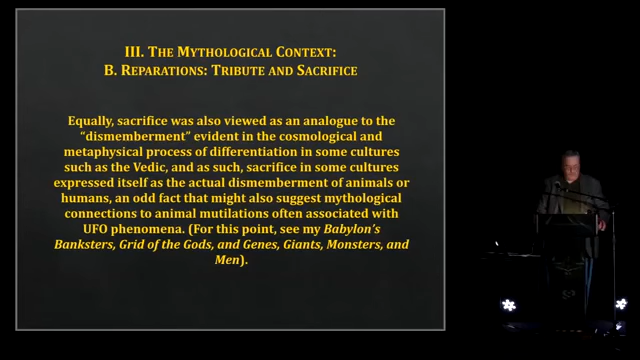 III. THE MYTHOLOGICAL CONTEXT:
B. REPARATIONS: TRIBUTE AND SACRIFICE
Equally, sacrifice was also viewed as an analogue to the
“dismemberment” evident in the cosmological and
metaphysical process of differentiation in some cultures
such as the Vedic, and as such, sacrifice in some cultures
expressed itself as the actual dismemberment of animals or
humans, an odd fact that might also suggest mythological
connections to animal mutilations often associated with
UFO phenomena. (For this point, see my Babylon’s
Banksters, Grid of the Gods, and Genes, Giants, Monsters, and
Men).